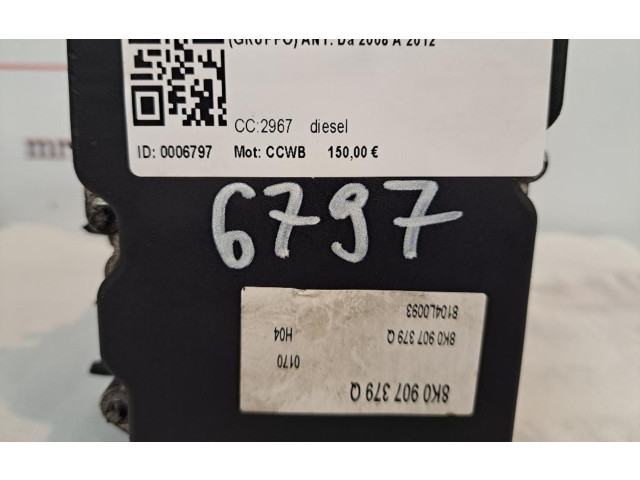 (GRUPPO) ANT. Da 2008 A 2012
CC:2967 diesel
ID: 0006797 Mot: CCWB 150,00 €
6797
8K0 907 379 Q
0170 H04
8K0 907 379 Q
8104L0093